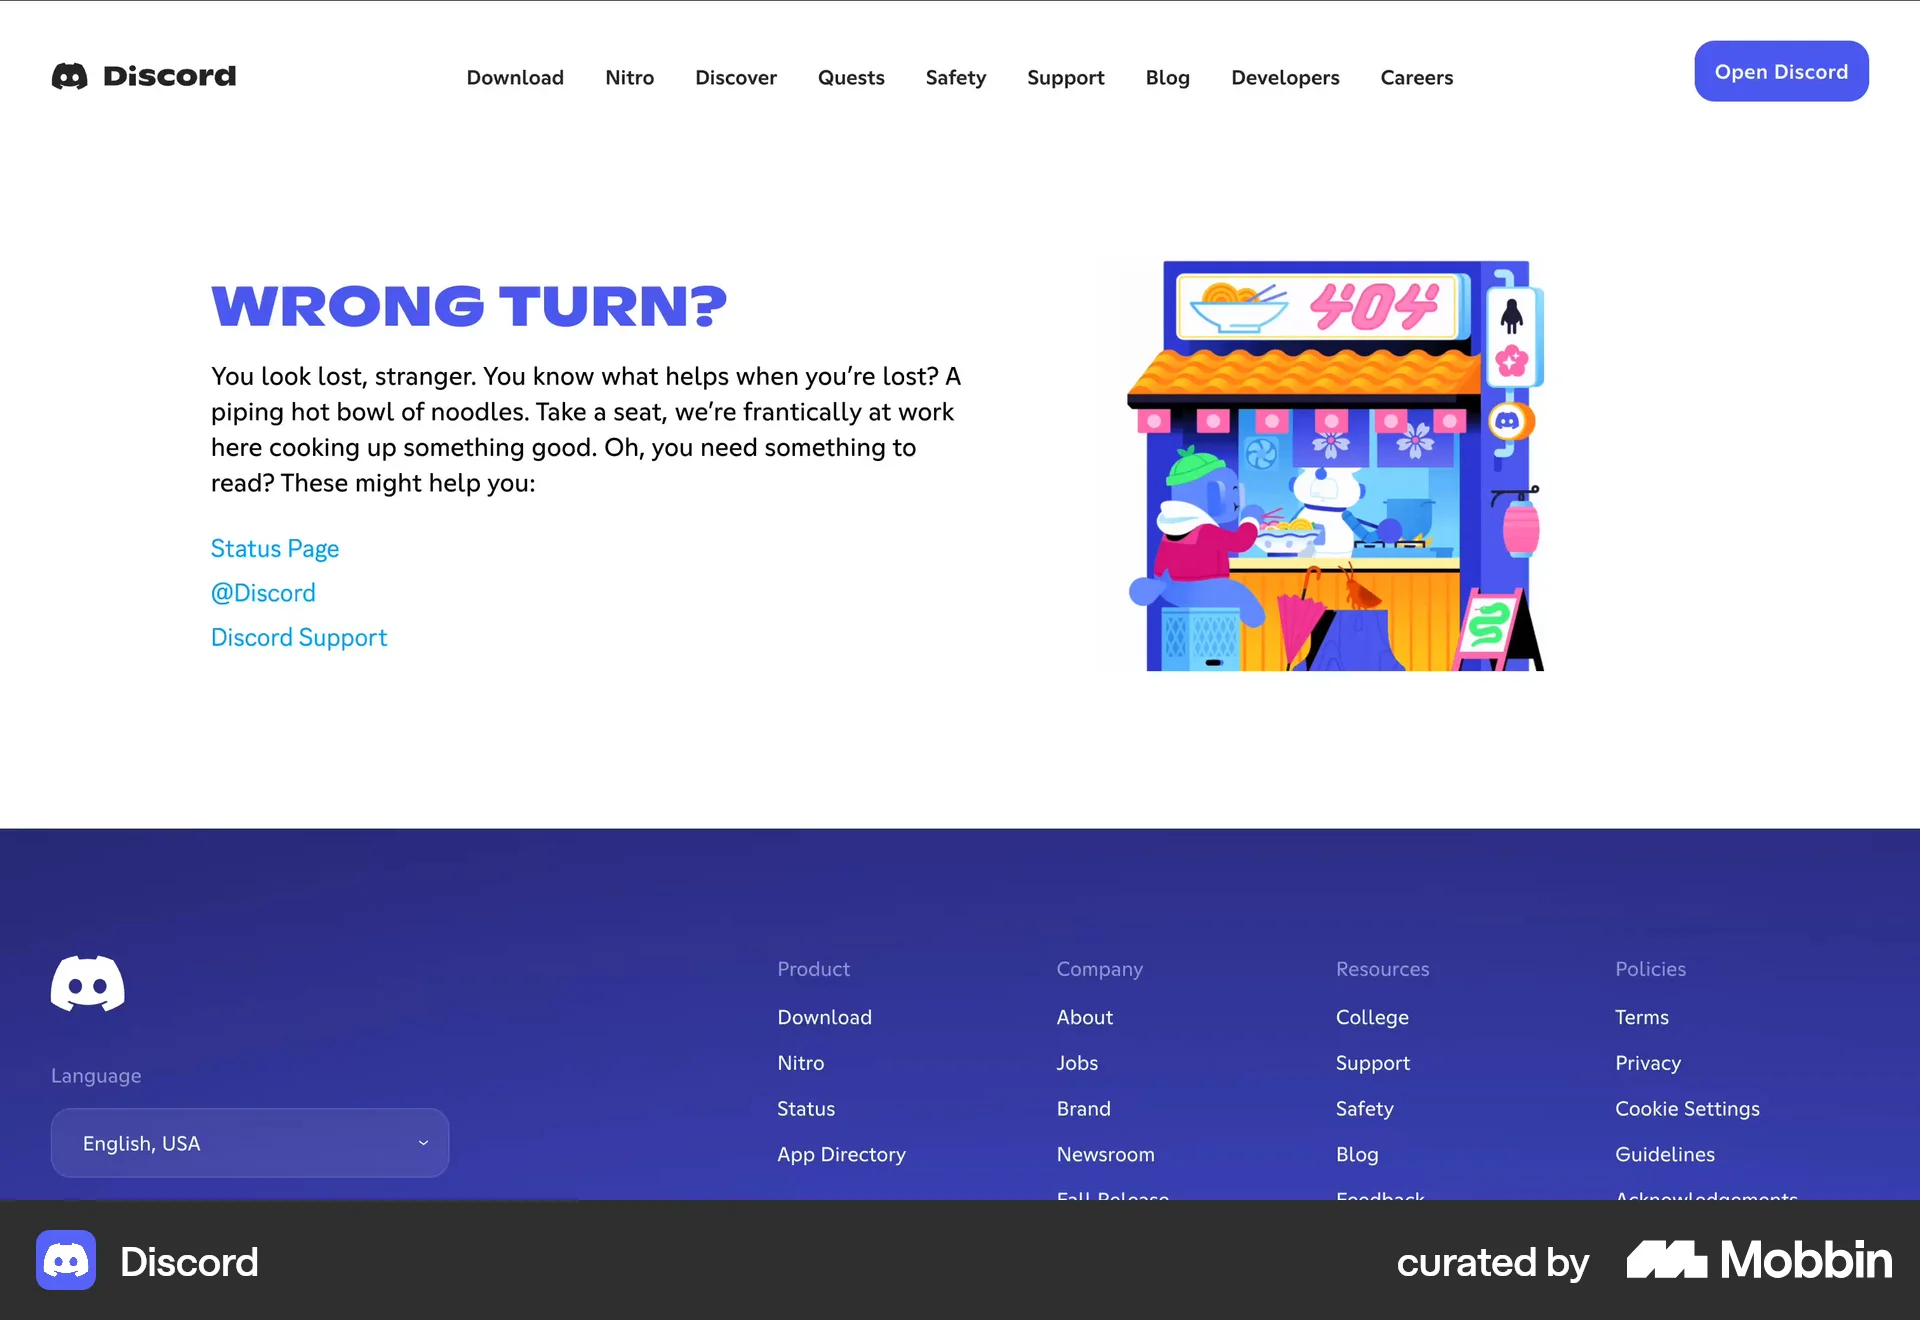 Discord
Download Nitro Discover Quests Safety Support Blog Developers Careers
Open Discord
WRONG TURN?
You look lost, stranger. You know what helps when you’re lost? A
piping hot bowl of noodles. Take a seat, we’re frantically at work
here cooking up something good. Oh, you need something to
read? These might help you:
Status Page
@Discord
Discord Support
404
Language
English, USA
Product
Download
Nitro
Status
App Directory
Company
About
Jobs
Brand
Newsroom
Fall Release
Resources
College
Support
Safety
Blog
Feedback
Policies
Terms
Privacy
Cookie Settings
Guidelines
Acknowledgements
Discord
curated by Mobbin